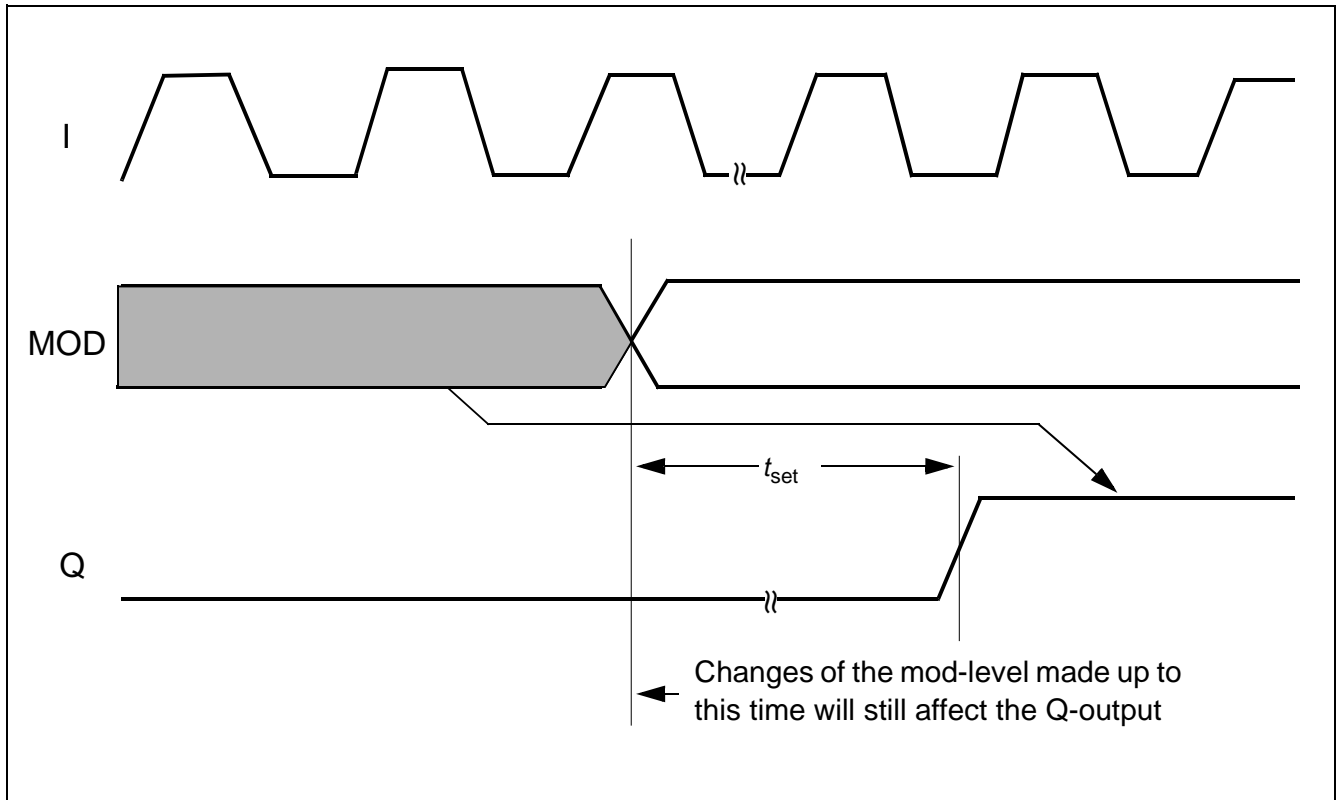 I
MOD
tset
Q
Changes of the mod-level made up to
this time will still affect the Q-output